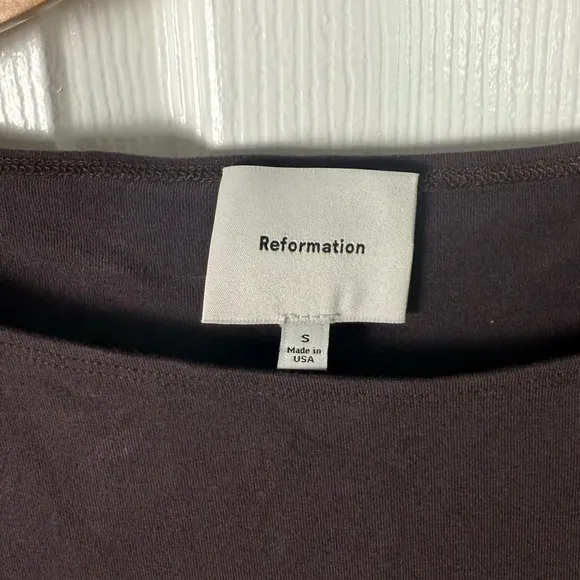 Reformation
S
Made in
USA